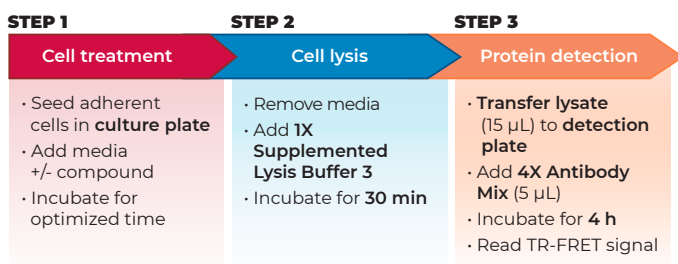 STEP 1
Cell treatment
· Seed adherent
cells in culture plate
· Add media
+/- compound
· Incubate for
optimized time
STEP 2
Cell lysis
· Remove media
· Add 1X
Supplemented
Lysis Buffer 3
· Incubate for 30 min
STEP 3
Protein detection
· Transfer lysate
(15 µL) to detection
plate
· Add 4X Antibody
Mix (5 µL)
· Incubate for 4 h
· Read TR-FRET signal